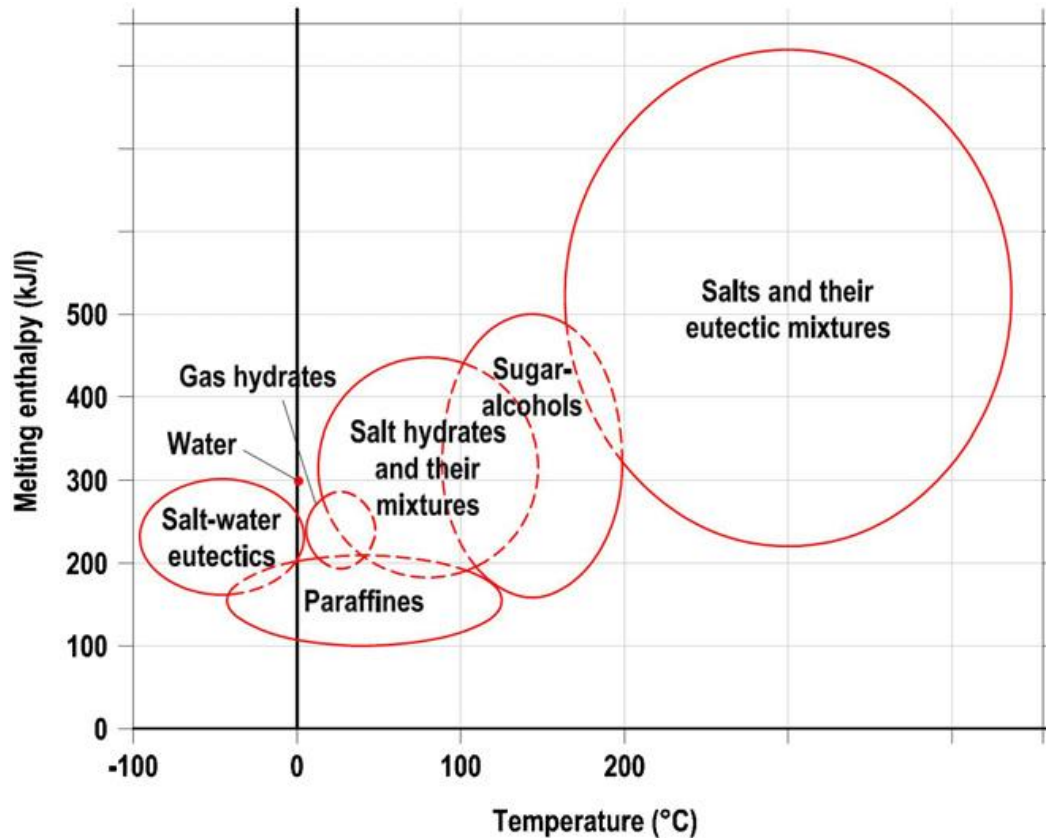 Melting enthalpy (kJ/l)
500
400
300
200
100
0
-100
0
100
200
Temperature (°C)
Gas hydrates
Water
Salt-water
eutectics
Salt hydrates
and their
mixtures
Paraffines
Sugar-
alcohols
Salts and their
eutectic mixtures